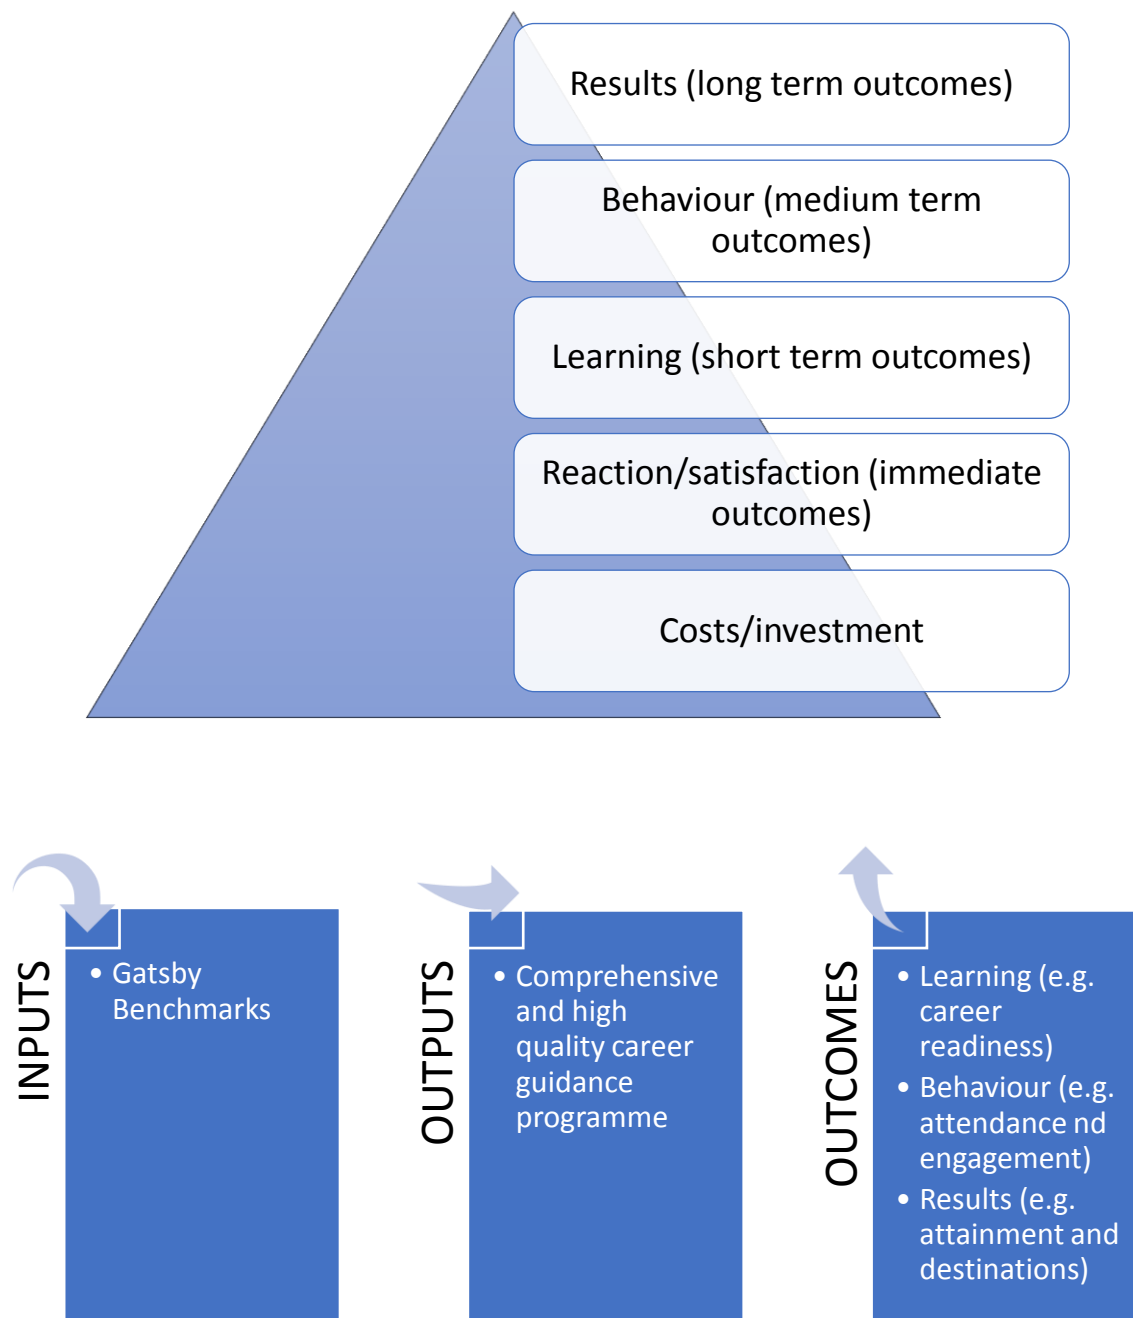 Results (long term outcomes)
Behaviour (medium term
outcomes)
Learning (short term outcomes)
Reaction/satisfaction (immediate
outcomes)
Costs/investment
INPUTS
• Gatsby
Benchmarks
OUTPUTS
• Comprehensive
and high
quality career
guidance
programme
OUTCOMES
• Learning (e.g.
career
readiness)
• Behaviour (e.g.
attendance nd
engagement)
• Results (e.g.
attainment and
destinations)